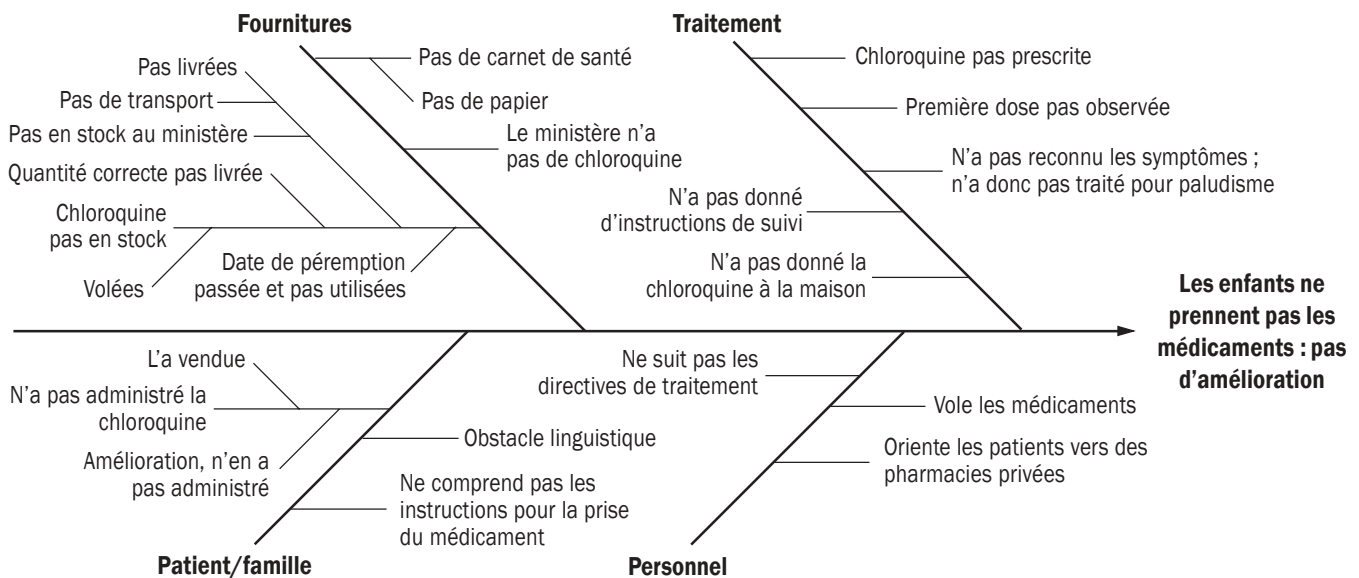 Fournitures
Pas livrées
Pas de transport
Pas en stock au ministère
Quantité correcte pas livrée
Chloroquine
pas en stock
Volées
Date de péremption
passée et pas utilisées
Pas de carnet de santé
Pas de papier
Le ministère n'a
pas de chloroquine
Traitement
Chloroquine pas prescrite
Première dose pas observée
N'a pas reconnu les symptômes ;
n'a donc pas traité pour paludisme
N'a pas donné
d'instructions de suivi
N'a pas donné la
chloroquine à la maison
Les enfants ne
prennent pas les
médicaments : pas
d'amélioration
L'a vendue
N'a pas administré la
chloroquine
Amélioration, n'en a
pas administré
Obstacle linguistique
Ne comprend pas les
instructions pour la prise
du médicament
Patient/famille
Ne suit pas les
directives de traitement
Vole les médicaments
Oriente les patients vers des
pharmacies privées
Personnel